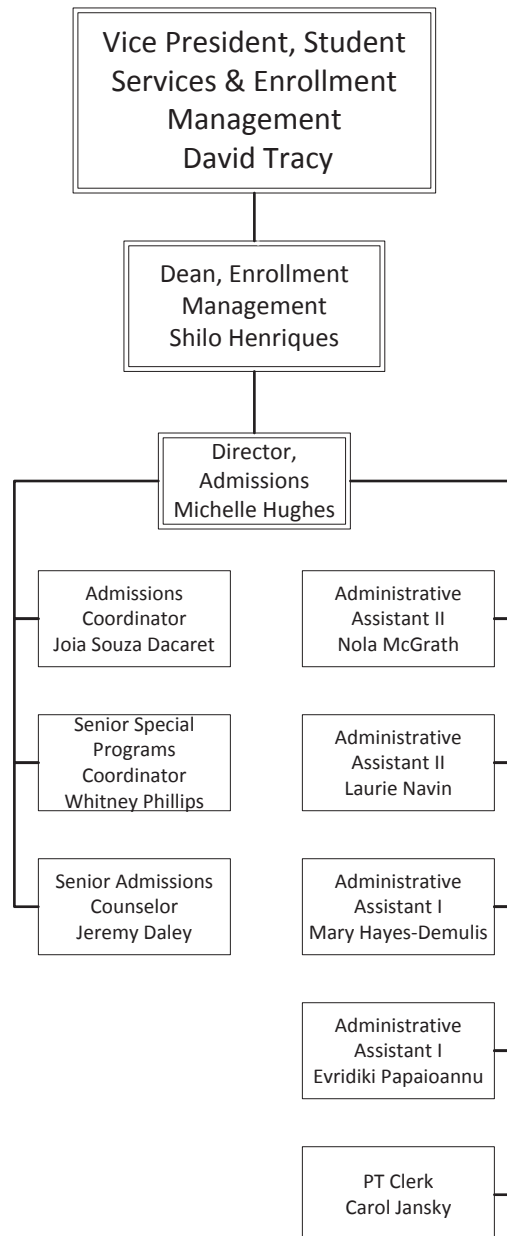 Vice President, Student
Services & Enrollment
Management
David Tracy
Dean, Enrollment
Management
Shilo Henriques
Director,
Admissions
Michelle Hughes
Admissions
Coordinator
Joia Souza Dacaret
Senior Special
Programs
Coordinator
Whitney Phillips
Senior Admissions
Counselor
Jeremy Daley
Administrative
Assistant II
Nola McGrath
Administrative
Assistant II
Laurie Navin
Administrative
Assistant I
Mary Hayes-Demulis
Administrative
Assistant I
Evridiki Papaioannu
PT Clerk
Carol Jansky